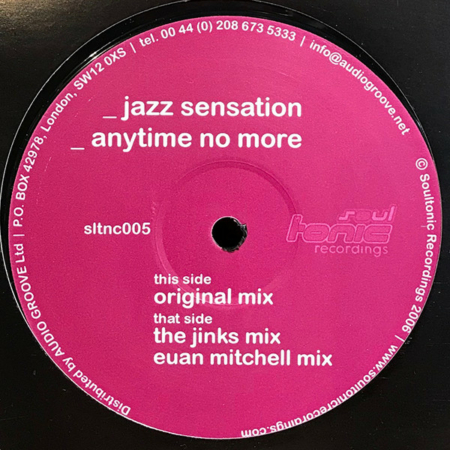 Distributed by AUDIO GROOVE Ltd | P.O. BOX 42978, London, SW12 0XS | tel. 00 44 (0) 208 673 5333 | info@audiogroove.net
_ jazz sensation
_ anytime no more
sltnc005
soul
tonic
recordings
this side
original mix
that side
the jinks mix
euan mitchell mix
© Soultonic Recordings 2006 | www.soultonicrecordings.com